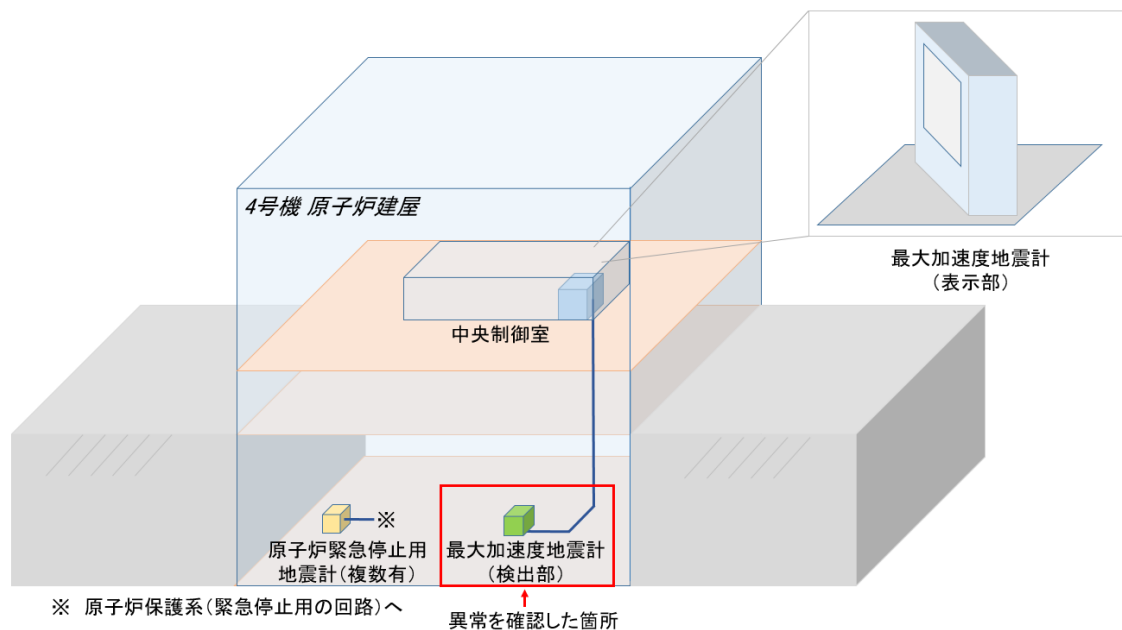 4号機 原子炉建屋
最大加速度地震計
（表示部）
中央制御室
※
原子炉緊急停止用
地震計（複数有）
最大加速度地震計
（検出部）
※ 原子炉保護系（緊急停止用の回路）へ
異常を確認した箇所